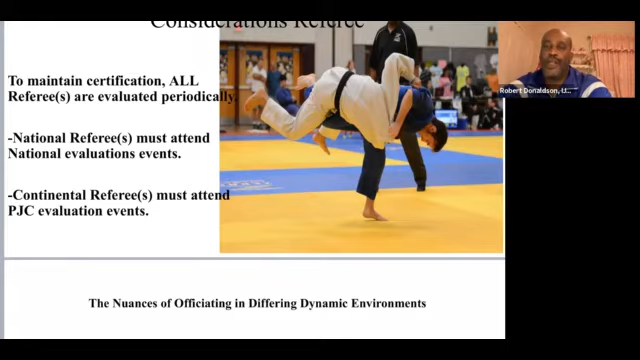 Considerations Referee
To maintain certification, ALL
Referee(s) are evaluated periodically.
-National Referee(s) must attend
National evaluations events.
-Continental Referee(s) must attend
PJC evaluation events.
The Nuances of Officiating in Differing Dynamic Environments
Robert Donaldson, IJ...